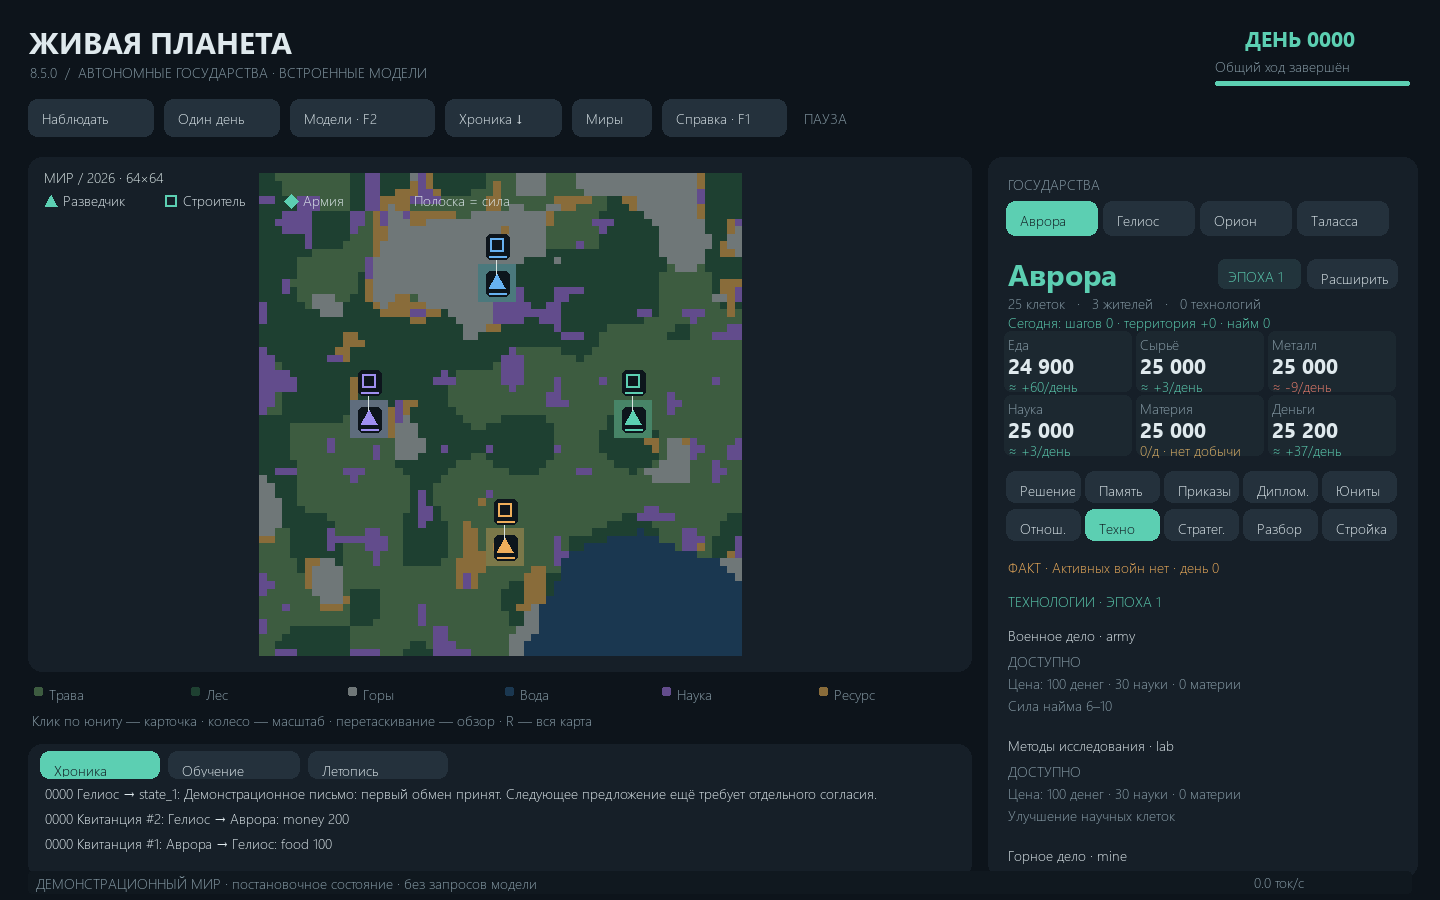 ЖИВАЯ ПЛАНЕТА
8.5.0 / АВТОНОМНЫЕ ГОСУДАРСТВА · ВСТРОЕННЫЕ МОДЕЛИ
ДЕНЬ 0000
Общий ход завершён
Наблюдать
Один день
Модели · F2
Хроника ↓
Миры
Справка · F1
ПАУЗА
МИР / 2026 · 64×64
Разведчик
Строитель
Армия
Полоска = сила
Трава
Лес
Горы
Вода
Наука
Ресурс
Клик по юниту — карточка · колесо — масштаб · перетаскивание — обзор · R — вся карта
Хроника
Обучение
Летопись
0000 Гелиос → state_1: Демонстрационное письмо: первый обмен принят. Следующее предложение ещё требует отдельного согласия.
0000 Квитанция #2: Гелиос → Аврора: money 200
0000 Квитанция #1: Аврора → Гелиос: food 100
ГОСУДАРСТВА
Аврора
Гелиос
Орион
Таласса
Аврора
ЭПОХА 1
Расширить
25 клеток · 3 жителей · 0 технологий
Сегодня: шагов 0 · территория +0 · найм 0
Еда
24 900
≈ +60/день
Сырьё
25 000
≈ +3/день
Металл
25 000
≈ -9/день
Наука
25 000
≈ +3/день
Материя
25 000
0/д · нет добычи
Деньги
25 200
≈ +37/день
Решение
Память
Приказы
Диплом.
Юниты
Отнош.
Техно
Стратег.
Разбор
Стройка
ФАКТ · Активных войн нет · день 0
ТЕХНОЛОГИИ · ЭПОХА 1
Военное дело · army
ДОСТУПНО
Цена: 100 денег · 30 науки · 0 материи
Сила найма 6–10
Методы исследования · lab
ДОСТУПНО
Цена: 100 денег · 30 науки · 0 материи
Улучшение научных клеток
Горное дело · mine
ДЕМОНСТРАЦИОННЫЙ МИР · постановочное состояние · без запросов модели
0.0 ток/с